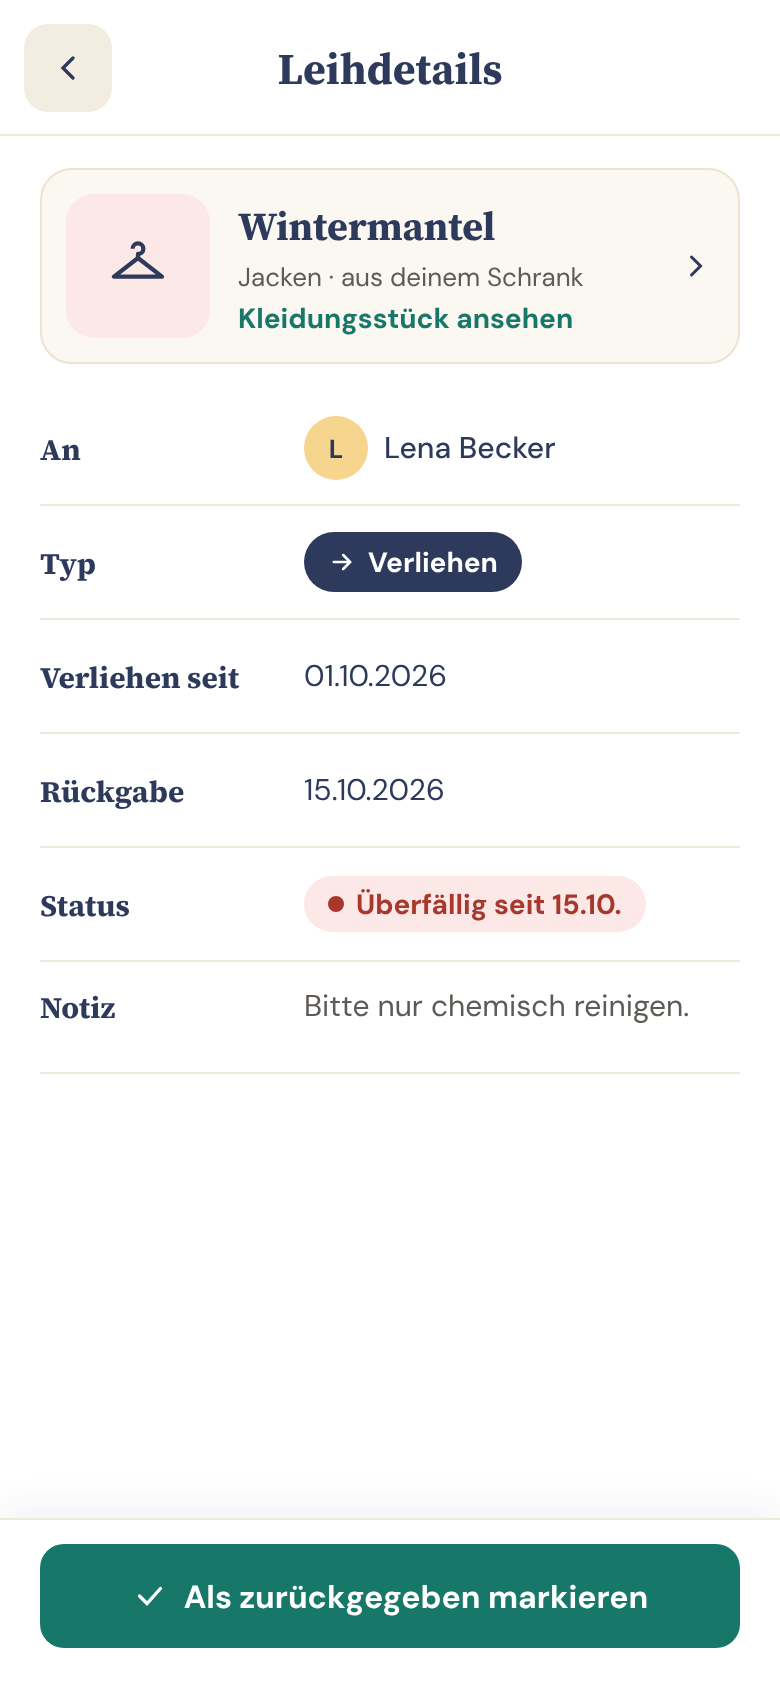 Leihdetails
Wintermantel
Jacken · aus deinem Schrank
Kleidungsstück ansehen
An
L Lena Becker
Typ
→ Verliehen
Verliehen seit
01.10.2026
Rückgabe
15.10.2026
Status
Überfällig seit 15.10.
Notiz
Bitte nur chemisch reinigen.
Als zurückgegeben markieren